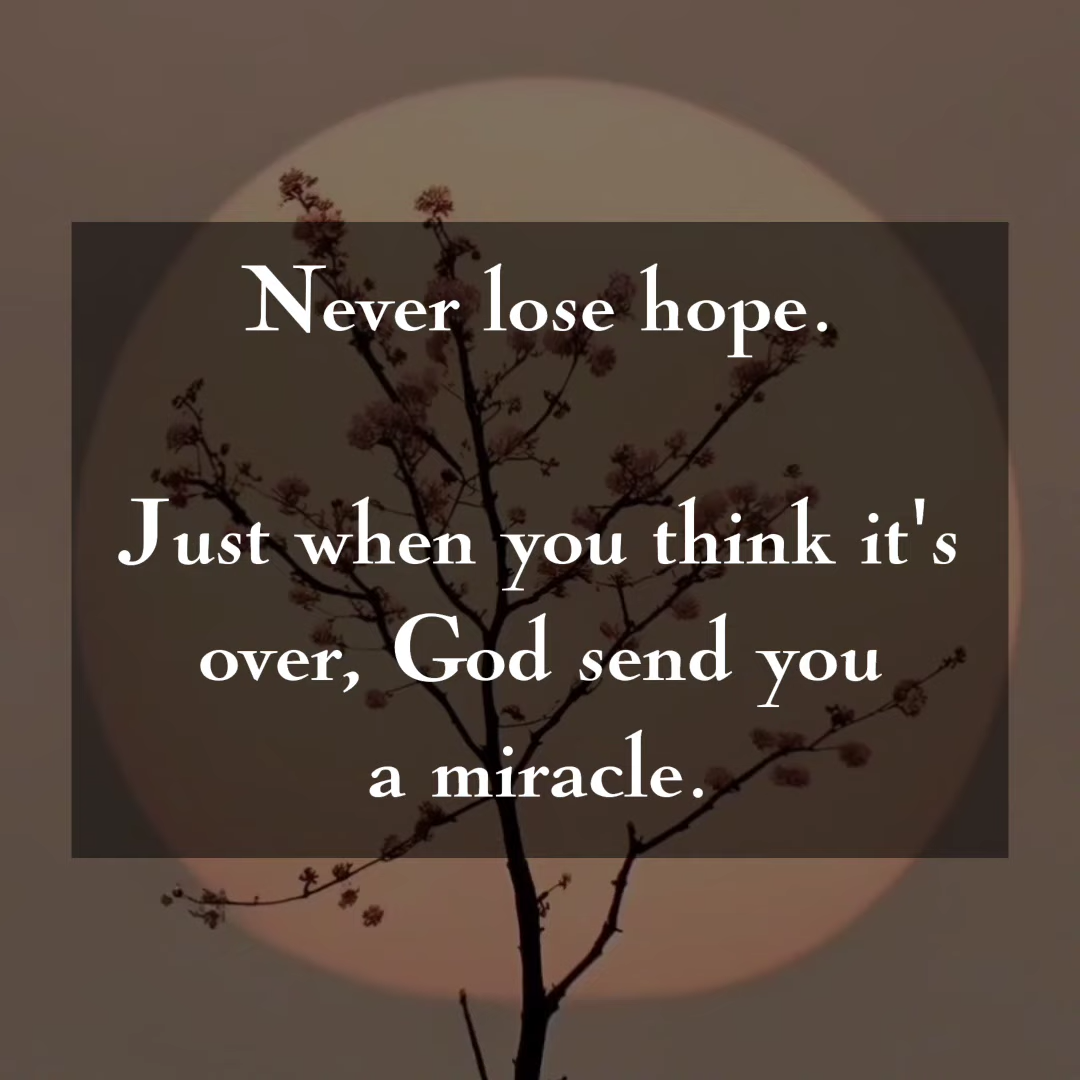 Never lose hope.
Just when you think it's
over, God send you
a miracle.